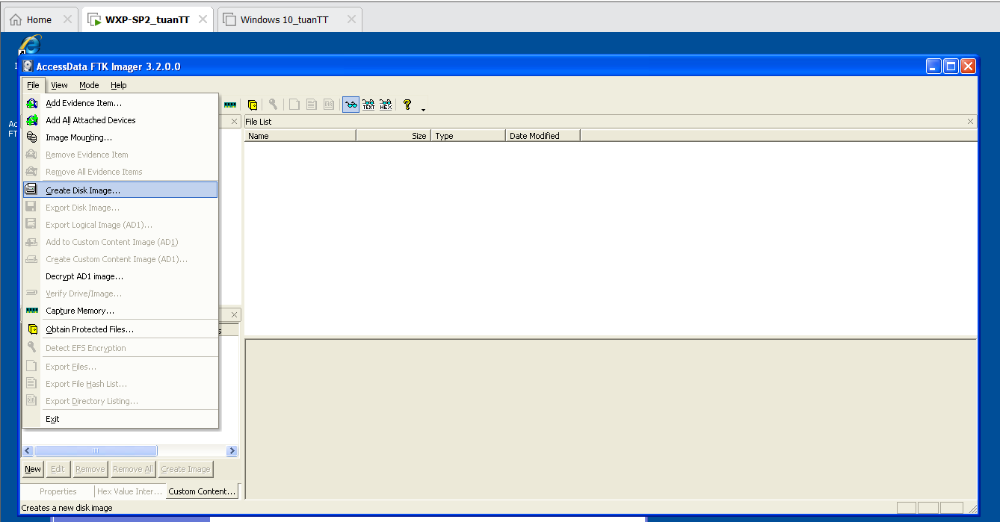 Home
WXP-SP2_tuanTT
Windows 10_tuanTT
AccessData FTK Imager 3.2.0.0
File View Mode Help
TEXT HEX
Add Evidence Item...
Add All Attached Devices
Image Mounting...
Remove Evidence Item
Remove All Evidence Items
Create Disk Image...
Export Disk Image...
Export Logical Image (AD1)...
Add to Custom Content Image (AD1)
Create Custom Content Image (AD1)...
Decrypt AD1 image...
Verify Drive/Image...
Capture Memory...
Obtain Protected Files...
Detect EFS Encryption
Export Files...
Export File Hash List...
Export Directory Listing...
Exit
Ac
FT
File List
Name Size Type Date Modified
New Edit Remove Remove All Create Image
Properties Hex Value Inter... Custom Content...
Creates a new disk image